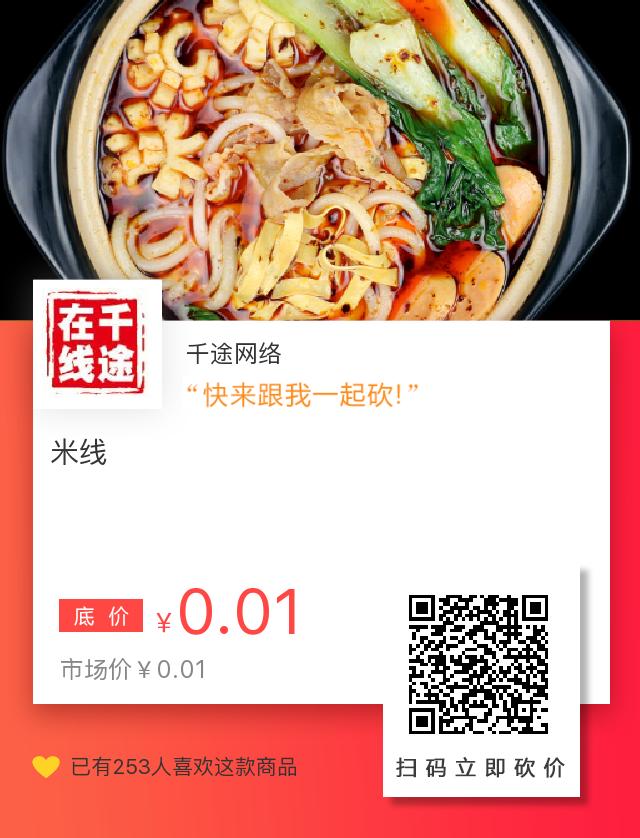 千途
在线
千途网络
“快来跟我一起砍!”
米线
底价 ¥0.01
市场价¥0.01
已有253人喜欢这款商品
扫码立即砍价